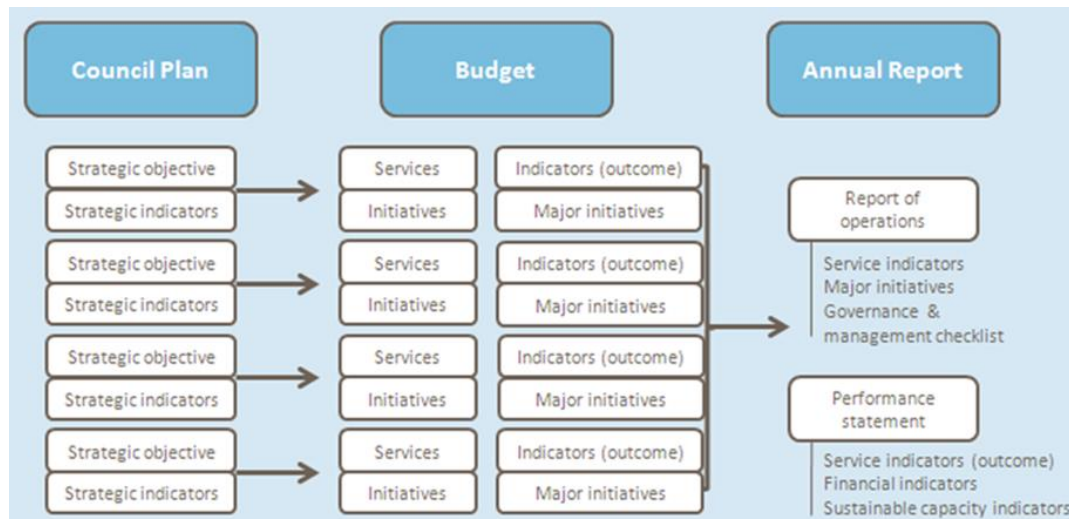 Council Plan
Budget
Annual Report
Strategic objective
Strategic indicators
Services
Initiatives
Indicators (outcome)
Major initiatives
Strategic objective
Strategic indicators
Services
Initiatives
Indicators (outcome)
Major initiatives
Strategic objective
Strategic indicators
Services
Initiatives
Indicators (outcome)
Major initiatives
Strategic objective
Strategic indicators
Services
Initiatives
Indicators (outcome)
Major initiatives
Report of
operations
Service indicators
Major initiatives
Governance &
management checklist
Performance
statement
Service indicators (outcome)
Financial indicators
Sustainable capacity indicators